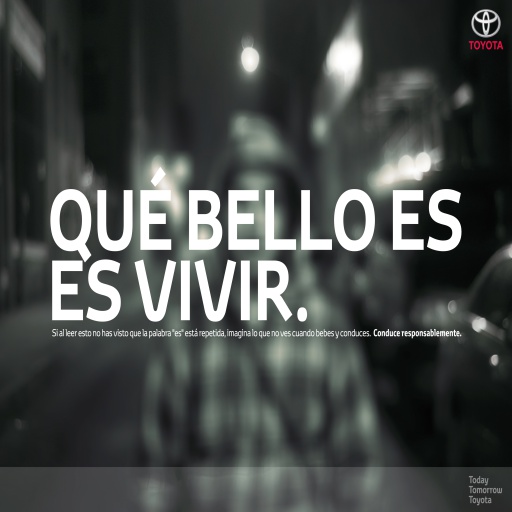 TOYOTA
QUÉ BELLO ES
ES VIVIR.
Si al leer esto no has visto que la palabra "es" está repetida, imagina lo que no ves cuando bebes y conduces. Conduce responsablemente.
Today
Tomorrow
Toyota